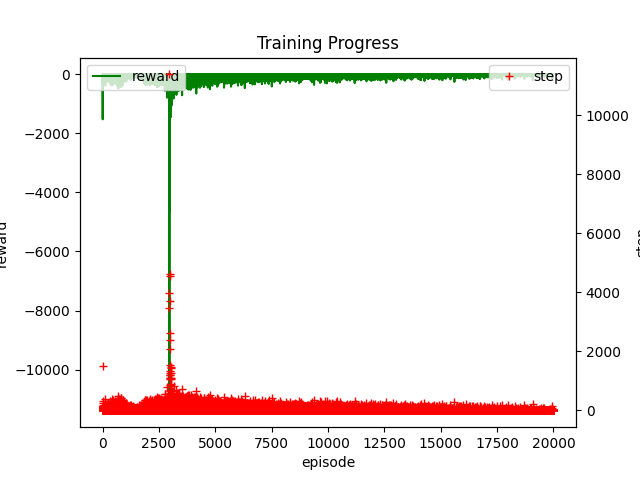 Training Progress
reward
step
0
−2000
−4000
−6000
−8000
−10000
reward
10000
8000
6000
4000
2000
0
step
0 2500 5000 7500 10000 12500 15000 17500 20000
episode